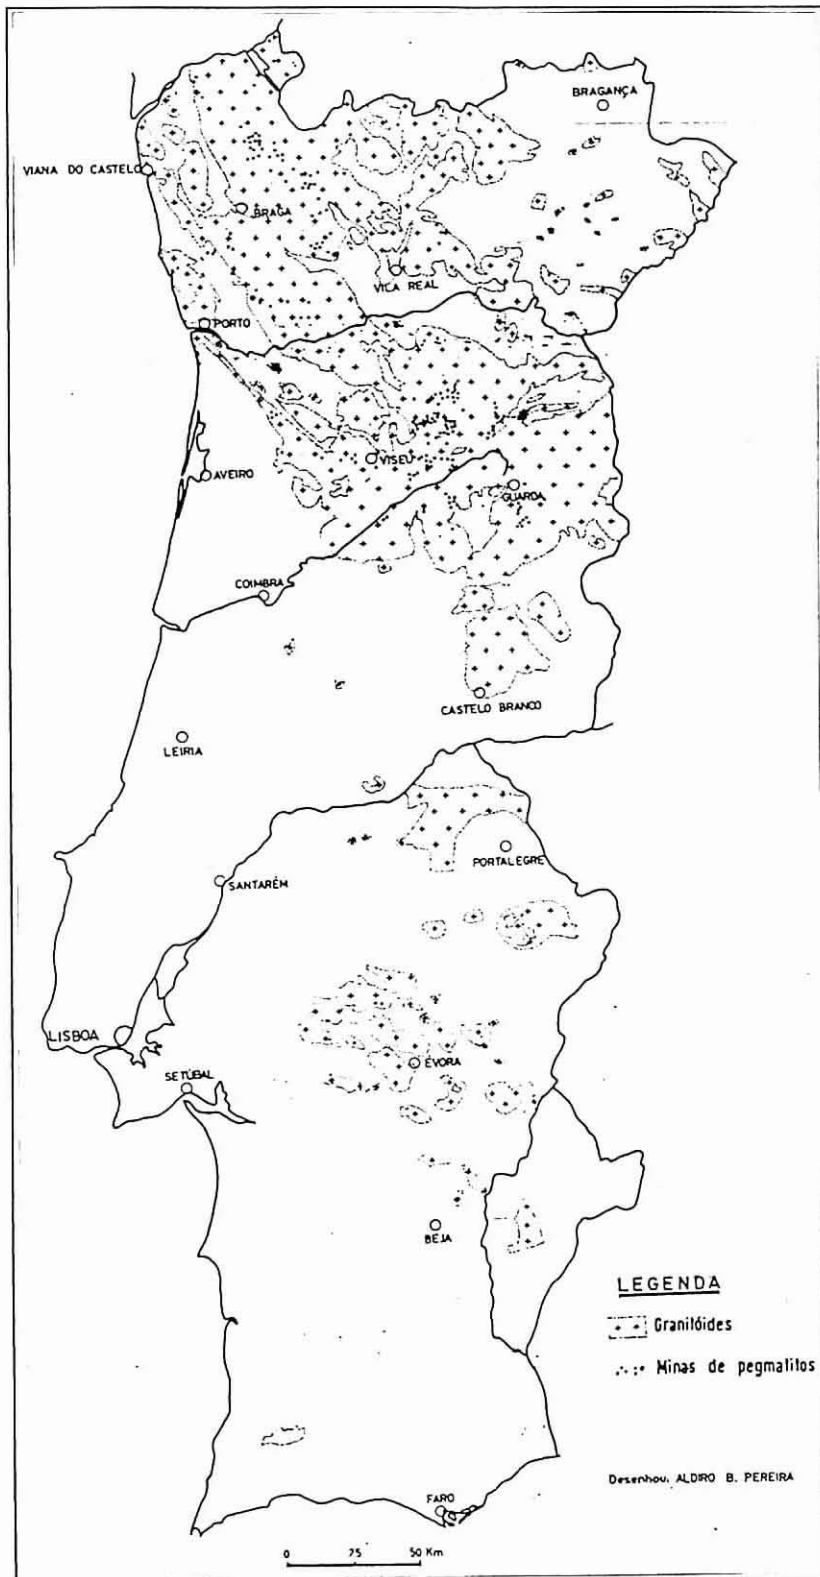 BRAGANÇA
VIANA DO CASTELO
BRAGA
VILA REAL
PORTO
VISEU
AVEIRO
GUARDA
COIMBRA
CASTELO BRANCO
LEIRIA
PORTALEGRE
SANTARÉM
LISBOA
ÉVORA
SETÚBAL
BEJA
LEGENDA
Granitóides
Minas de pegmatitos
Desenhou, ALDIRO B. PEREIRA
FARO
0 25 50 Km